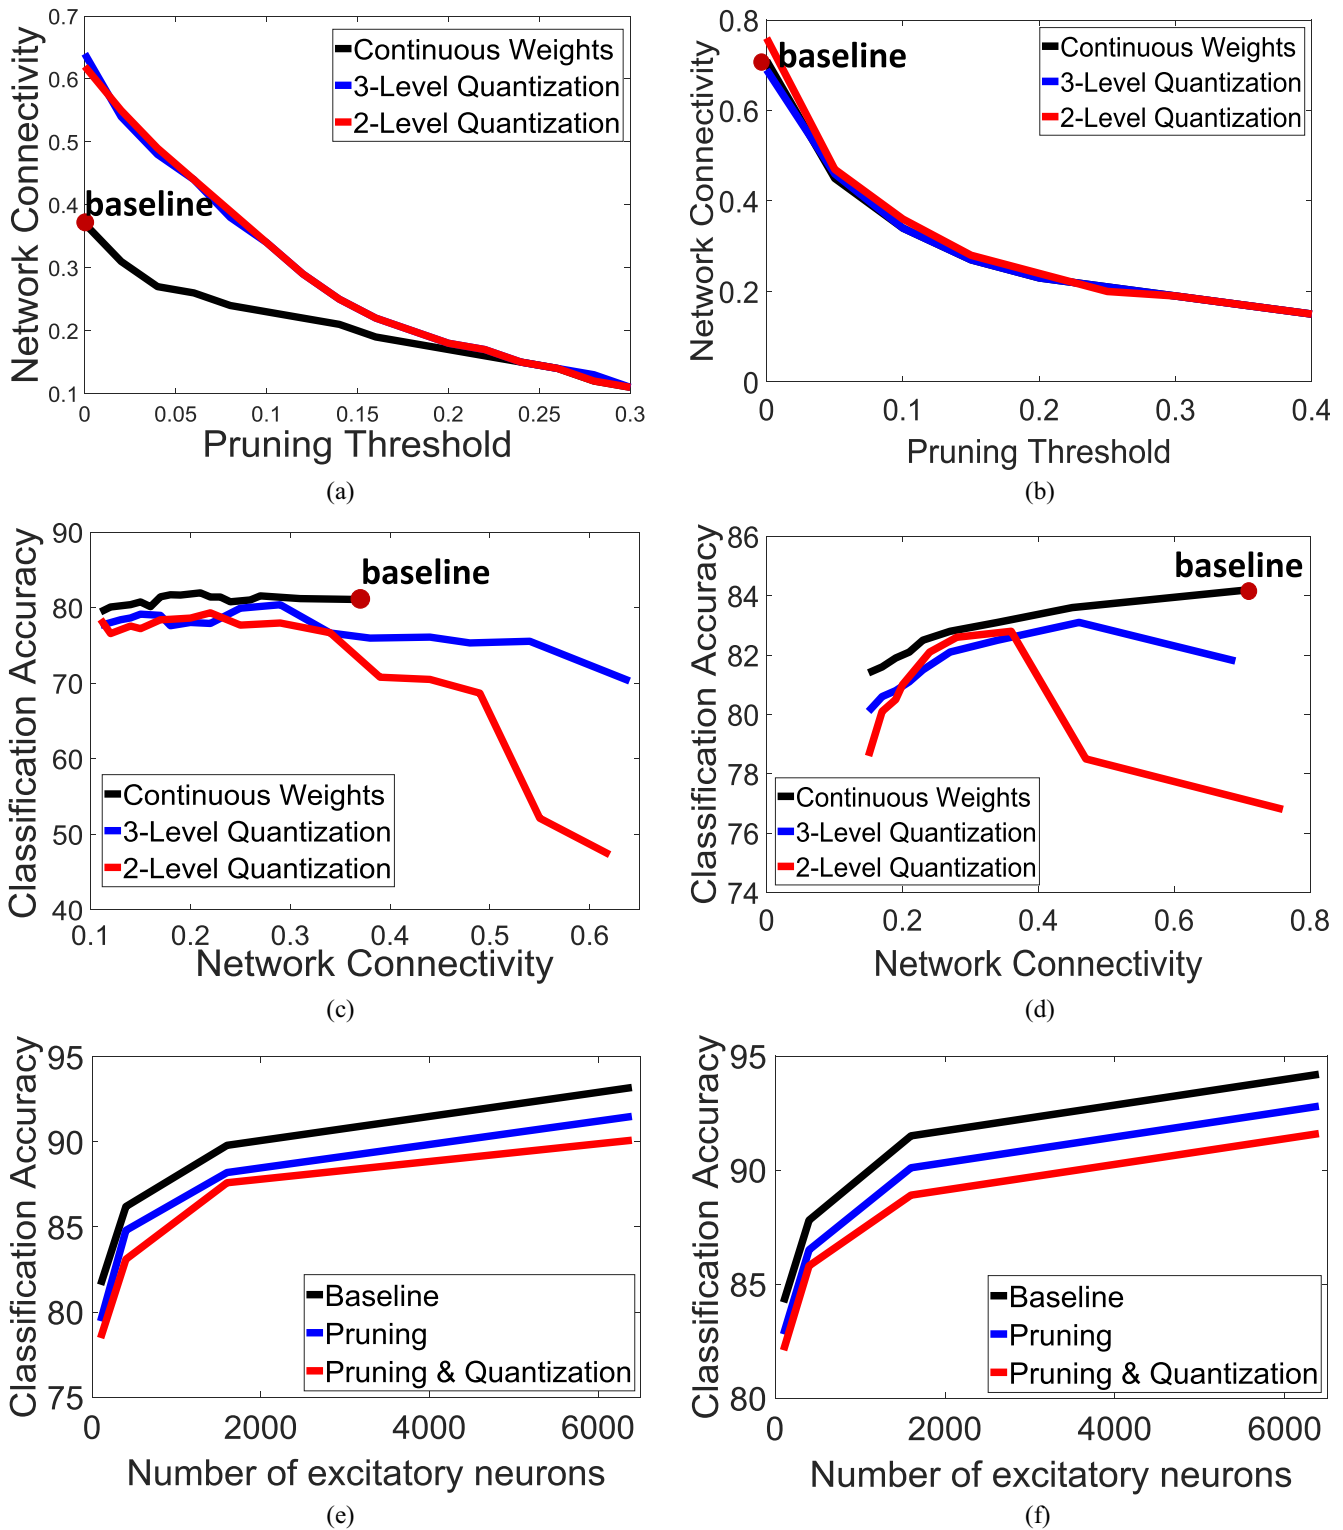 0.7
0.6
0.5
0.4
0.3
0.2
0.1
Network Connectivity
baseline
Continuous Weights
3-Level Quantization
2-Level Quantization
0 0.05 0.1 0.15 0.2 0.25 0.3
Pruning Threshold
(a)
0.8
0.6
0.4
0.2
0
Network Connectivity
baseline
Continuous Weights
3-Level Quantization
2-Level Quantization
0 0.1 0.2 0.3 0.4
Pruning Threshold
(b)
90
80
70
60
50
40
Classification Accuracy
baseline
Continuous Weights
3-Level Quantization
2-Level Quantization
0.1 0.2 0.3 0.4 0.5 0.6
Network Connectivity
(c)
86
84
82
80
78
76
74
Classification Accuracy
baseline
Continuous Weights
3-Level Quantization
2-Level Quantization
0 0.2 0.4 0.6 0.8
Network Connectivity
(d)
95
90
85
80
75
Classification Accuracy
Baseline
Pruning
Pruning & Quantization
0 2000 4000 6000
Number of excitatory neurons
(e)
95
90
85
80
Classification Accuracy
Baseline
Pruning
Pruning & Quantization
0 2000 4000 6000
Number of excitatory neurons
(f)